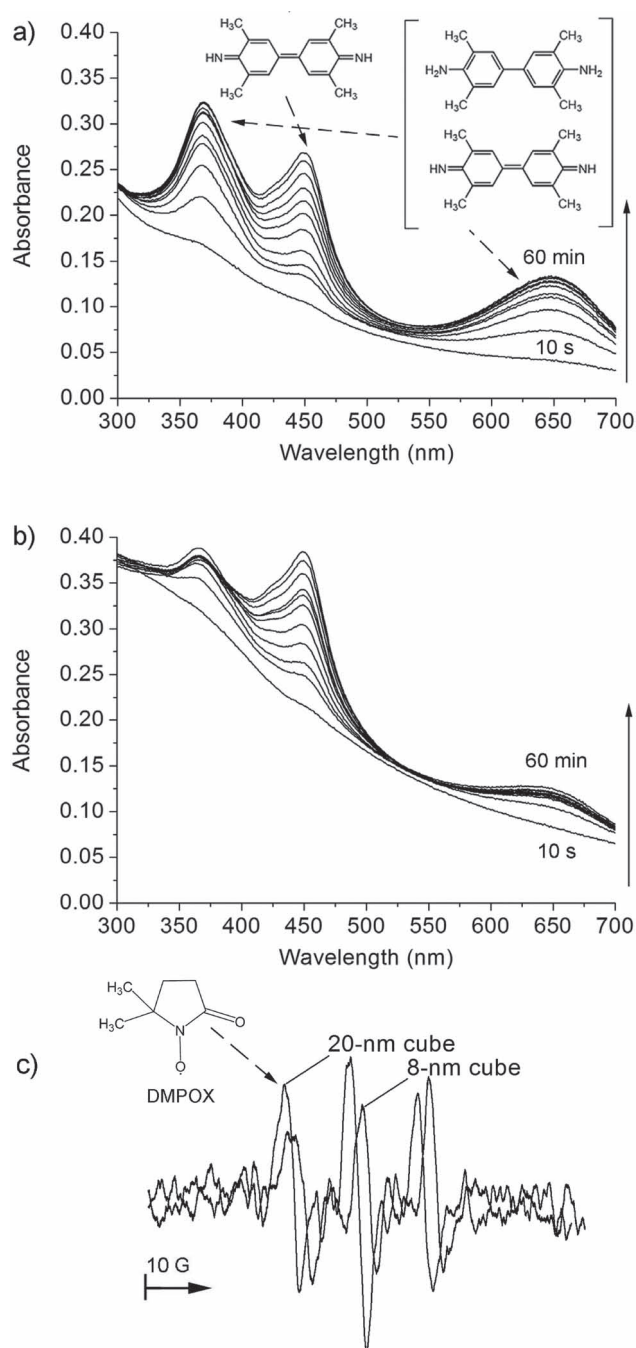 a)
0.40
0.35
0.30
0.25
0.20
0.15
0.10
0.05
0.00
Absorbance
CH₃
CH₃
HN
NH
H₃C
CH₃
CH₃
CH₃
H₂N
NH₂
H₃C
CH₃
CH₃
CH₃
HN
NH
H₃C
CH₃
60 min
10 s
300 350 400 450 500 550 600 650 700
Wavelength (nm)
b)
0.40
0.35
0.30
0.25
0.20
0.15
0.10
0.05
0.00
Absorbance
60 min
10 s
300 350 400 450 500 550 600 650 700
Wavelength (nm)
c)
H₃C
H₃C
N
O
O
DMPOX
20-nm cube
8-nm cube
10 G